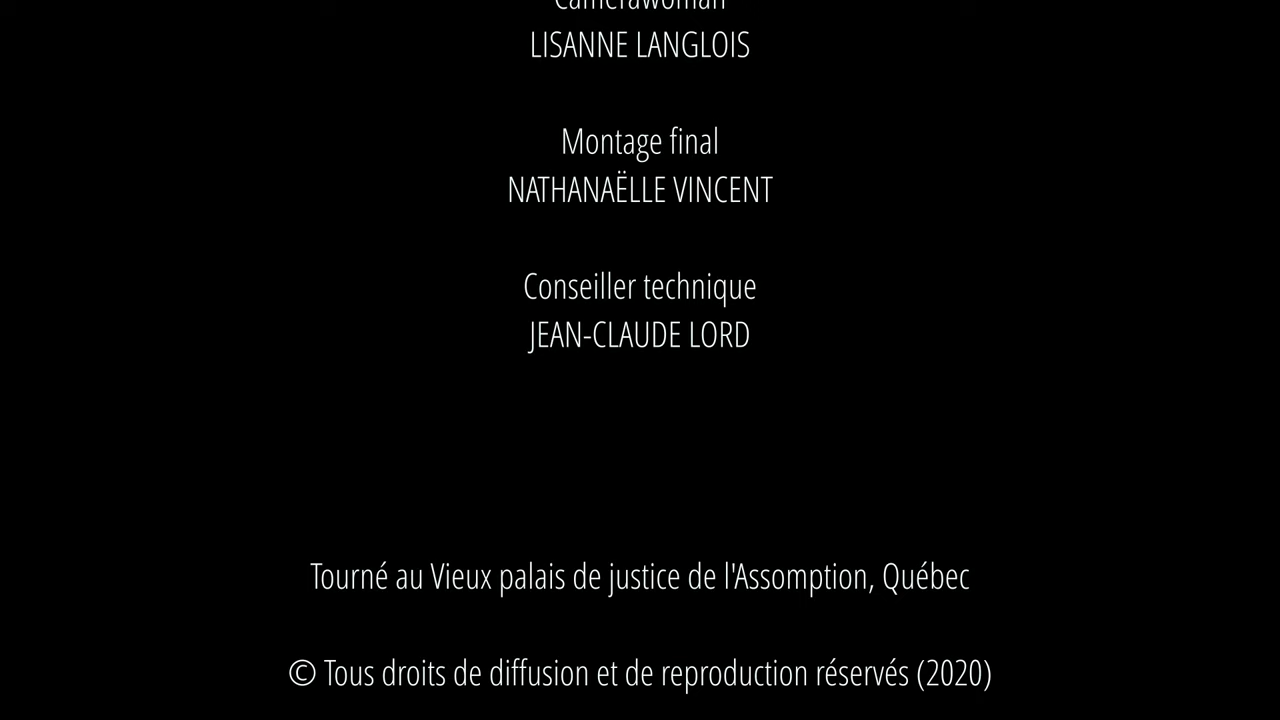 Camerawoman
LISANNE LANGLOIS
Montage final
NATHANAËLLE VINCENT
Conseiller technique
JEAN-CLAUDE LORD
Tourné au Vieux palais de justice de l'Assomption, Québec
© Tous droits de diffusion et de reproduction réservés (2020)